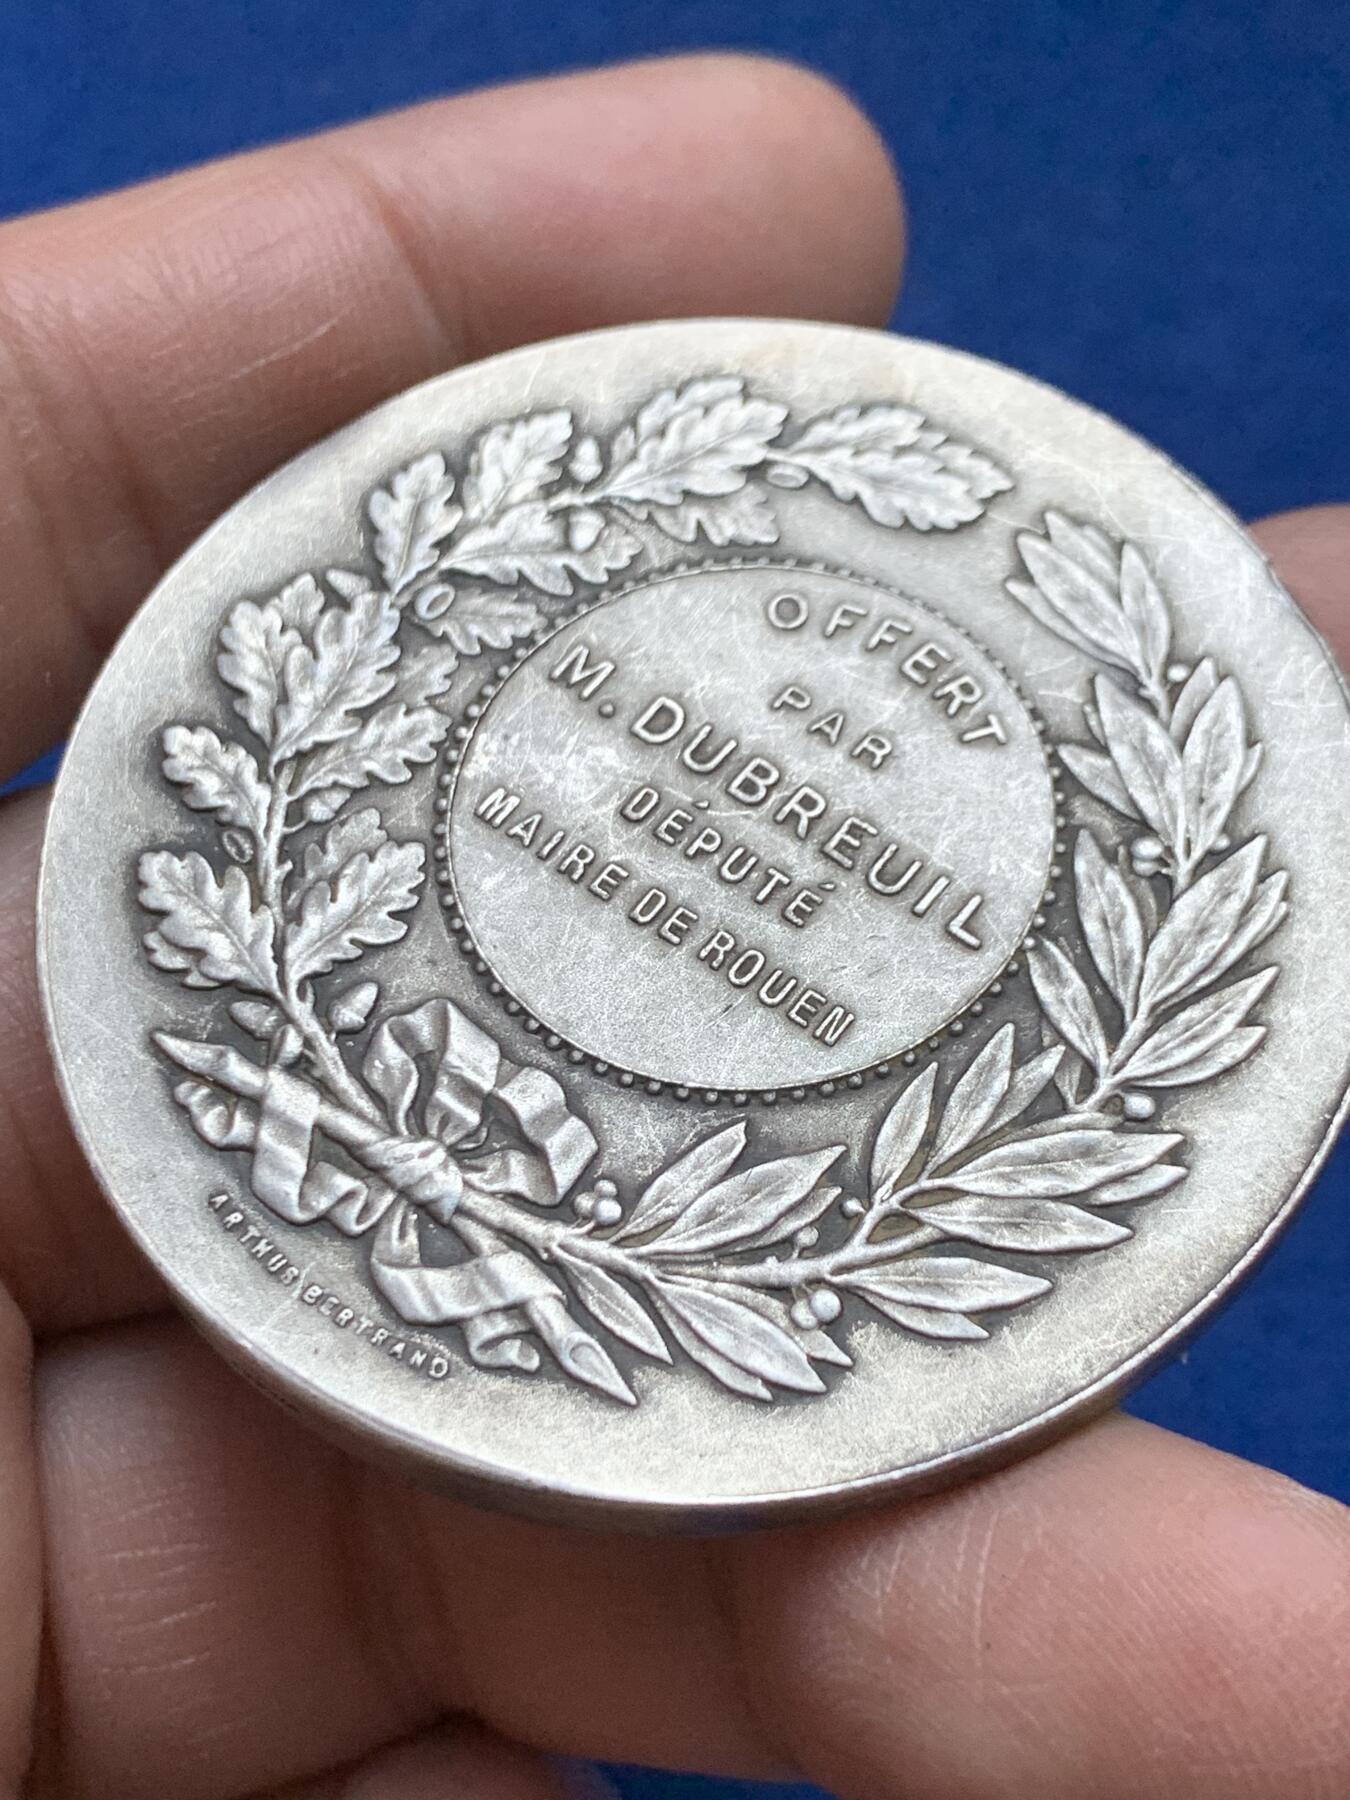 OFFERT
PAR
M. DUBREUIL
DÉPUTÉ
MAIRE DE ROUEN
ARTHUS BERTRAND